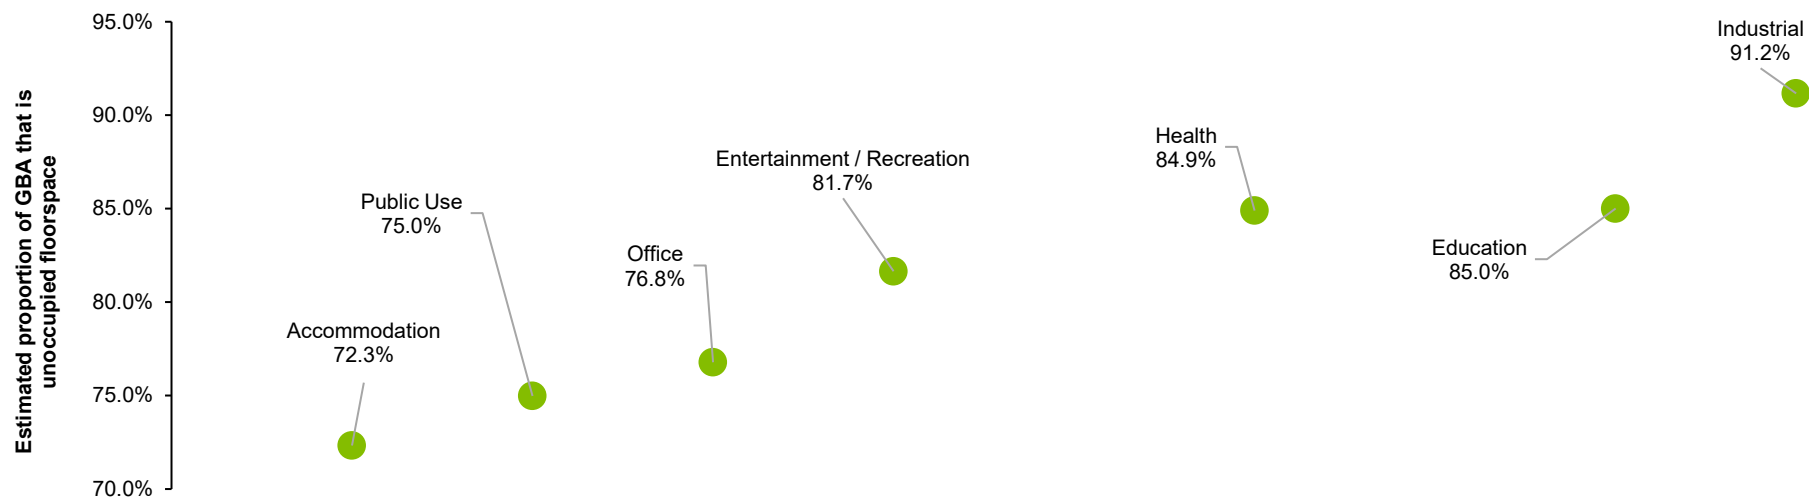 Estimated proportion of GBA that is
unoccupied floorspace
95.0%
90.0%
85.0%
80.0%
75.0%
70.0%
Accommodation
72.3%
Public Use
75.0%
Office
76.8%
Entertainment / Recreation
81.7%
Health
84.9%
Education
85.0%
Industrial
91.2%